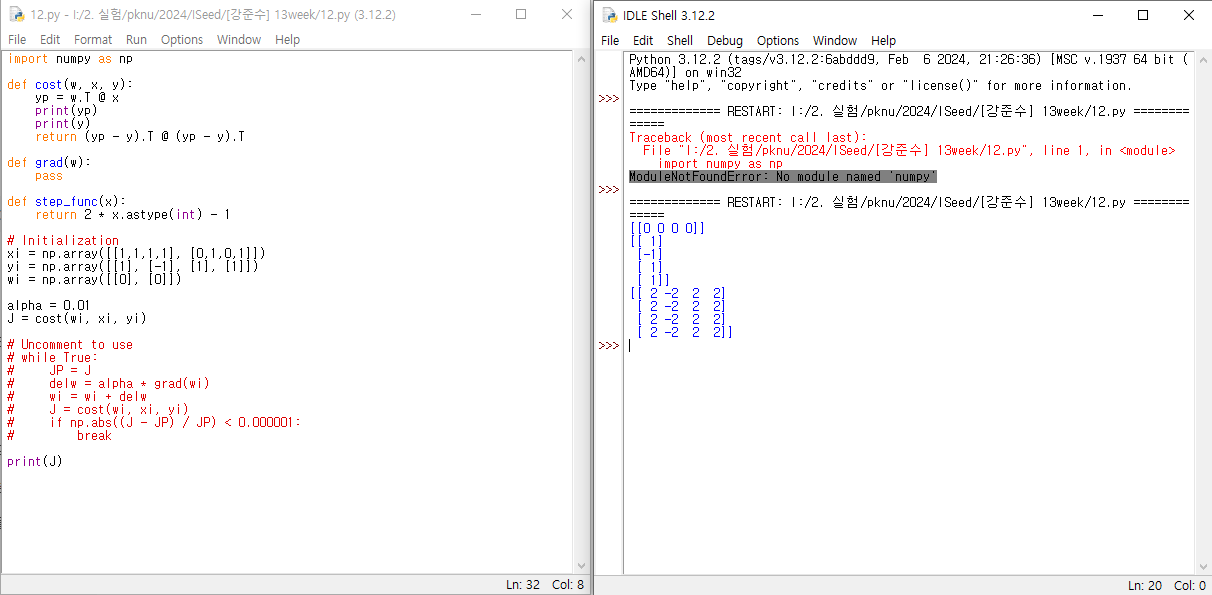 12.py - I:/2. 실험/pknu/2024/ISeed/[강준수] 13week/12.py (3.12.2)
File Edit Format Run Options Window Help
import numpy as np
def cost(w, x, y):
    yp = w.T @ x
    print(yp)
    print(y)
    return (yp - y).T @ (yp - y).T
def grad(w):
    pass
def step_func(x):
    return 2 * x.astype(int) - 1
# Initialization
xi = np.array([[1,1,1,1], [0,1,0,1]])
yi = np.array([[1], [-1], [1], [1]])
wi = np.array([[0], [0]])
alpha = 0.01
J = cost(wi, xi, yi)
# Uncomment to use
# while True:
#     JP = J
#     delw = alpha * grad(wi)
#     wi = wi + delw
#     J = cost(wi, xi, yi)
#     if np.abs((J - JP) / JP) < 0.000001:
#         break
print(J)
Ln: 32 Col: 8
IDLE Shell 3.12.2
File Edit Shell Debug Options Window Help
Python 3.12.2 (tags/v3.12.2:6abddd9, Feb  6 2024, 21:26:36) [MSC v.1937 64 bit (
AMD64)] on win32
Type "help", "copyright", "credits" or "license()" for more information.
>>>
============= RESTART: I:/2. 실험/pknu/2024/ISeed/[강준수] 13week/12.py ========
=====
Traceback (most recent call last):
  File "I:/2. 실험/pknu/2024/ISeed/[강준수] 13week/12.py", line 1, in <module>
    import numpy as np
ModuleNotFoundError: No module named 'numpy'
>>>
============= RESTART: I:/2. 실험/pknu/2024/ISeed/[강준수] 13week/12.py ========
=====
[[0 0 0 0]]
[[ 1]
 [-1]
 [ 1]
 [ 1]]
[[ 2 -2  2  2]
 [ 2 -2  2  2]
 [ 2 -2  2  2]
 [ 2 -2  2  2]]
>>>
Ln: 20 Col: 0